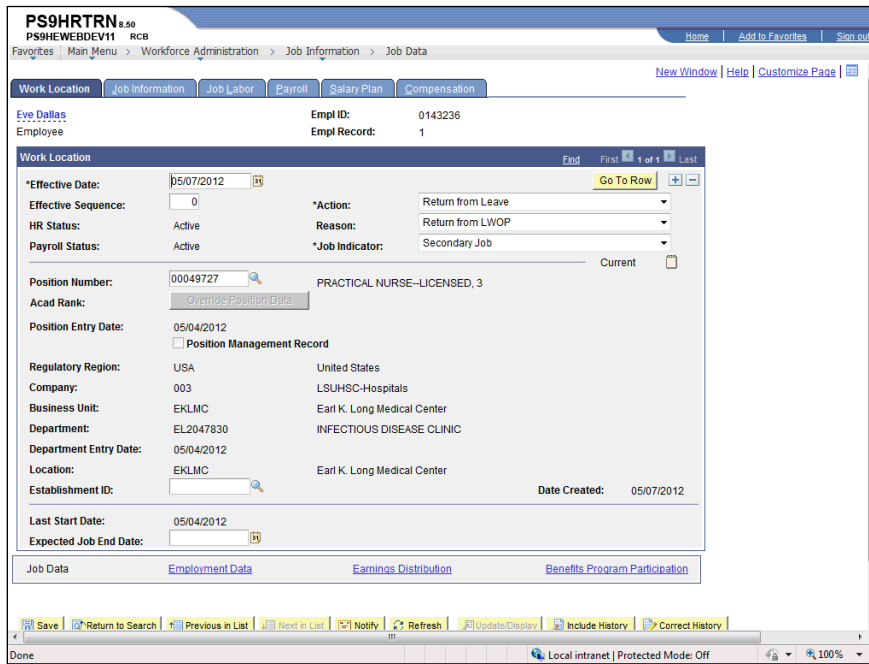 PS9HRTRN 8.50
PS9HEWEBDEV11 RCB
Home | Add to Favorites | Sign out
Favorites Main Menu > Workforce Administration > Job Information > Job Data
New Window | Help | Customize Page |
Work Location Job Information Job Labor Payroll Salary Plan Compensation
Eve Dallas Empl ID: 0143236
Employee Empl Record: 1
Work Location Find First 1 of 1 Last
*Effective Date: 05/07/2012 31 Go To Row + −
Effective Sequence: 0 *Action: Return from Leave
HR Status: Active Reason: Return from LWOP
Payroll Status: Active *Job Indicator: Secondary Job
Current
Position Number: 00049727 PRACTICAL NURSE--LICENSED, 3
Acad Rank: Override Position Data
Position Entry Date: 05/04/2012
Position Management Record
Regulatory Region: USA United States
Company: 003 LSUHSC-Hospitals
Business Unit: EKLMC Earl K. Long Medical Center
Department: EL2047830 INFECTIOUS DISEASE CLINIC
Department Entry Date: 05/04/2012
Location: EKLMC Earl K. Long Medical Center
Establishment ID: Date Created: 05/07/2012
Last Start Date: 05/04/2012
Expected Job End Date: 31
Job Data Employment Data Earnings Distribution Benefits Program Participation
Save Return to Search Previous in List Next in List Notify Refresh Update/Display Include History Correct History
Done Local intranet | Protected Mode: Off 100%